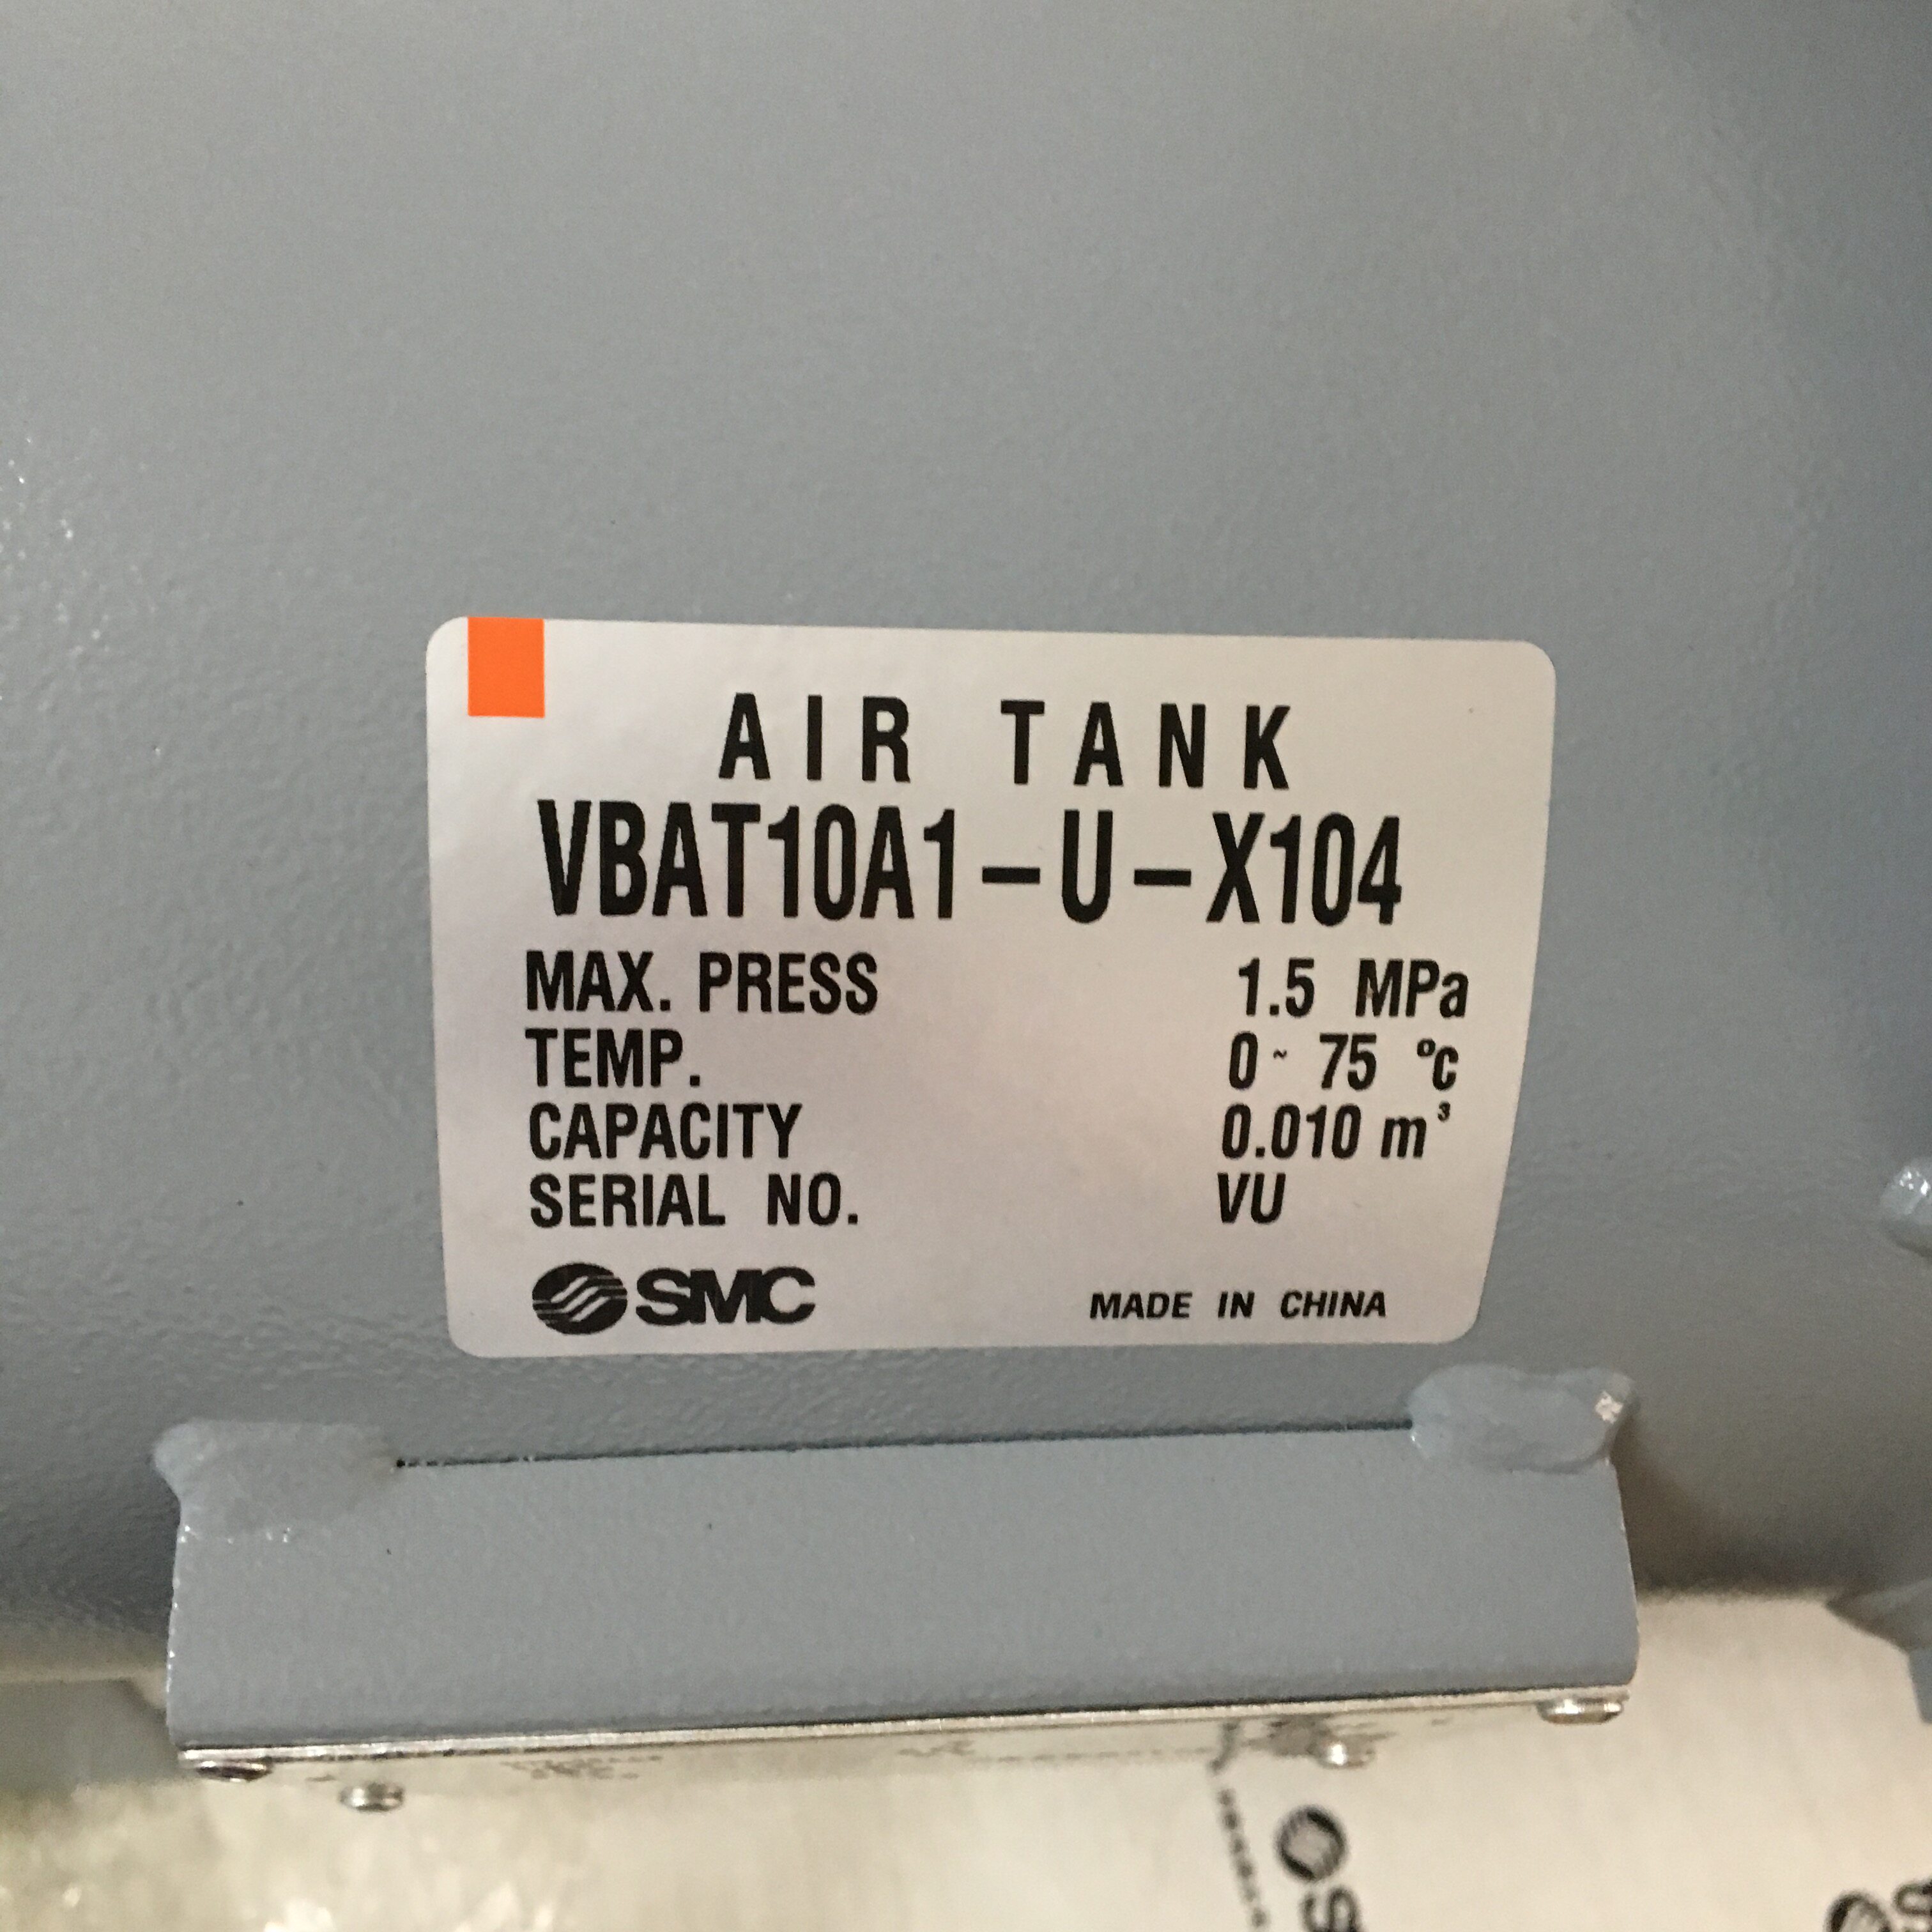 AIR TANK
VBAT10A1-U-X104
MAX. PRESS 1.5 MPa
TEMP. 0~ 75 ℃
CAPACITY 0.010 m³
SERIAL NO. VU
SMC MADE IN CHINA